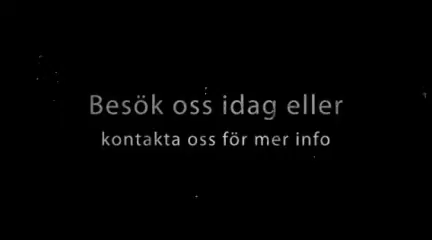 Besök oss idag eller
kontakta oss för mer info